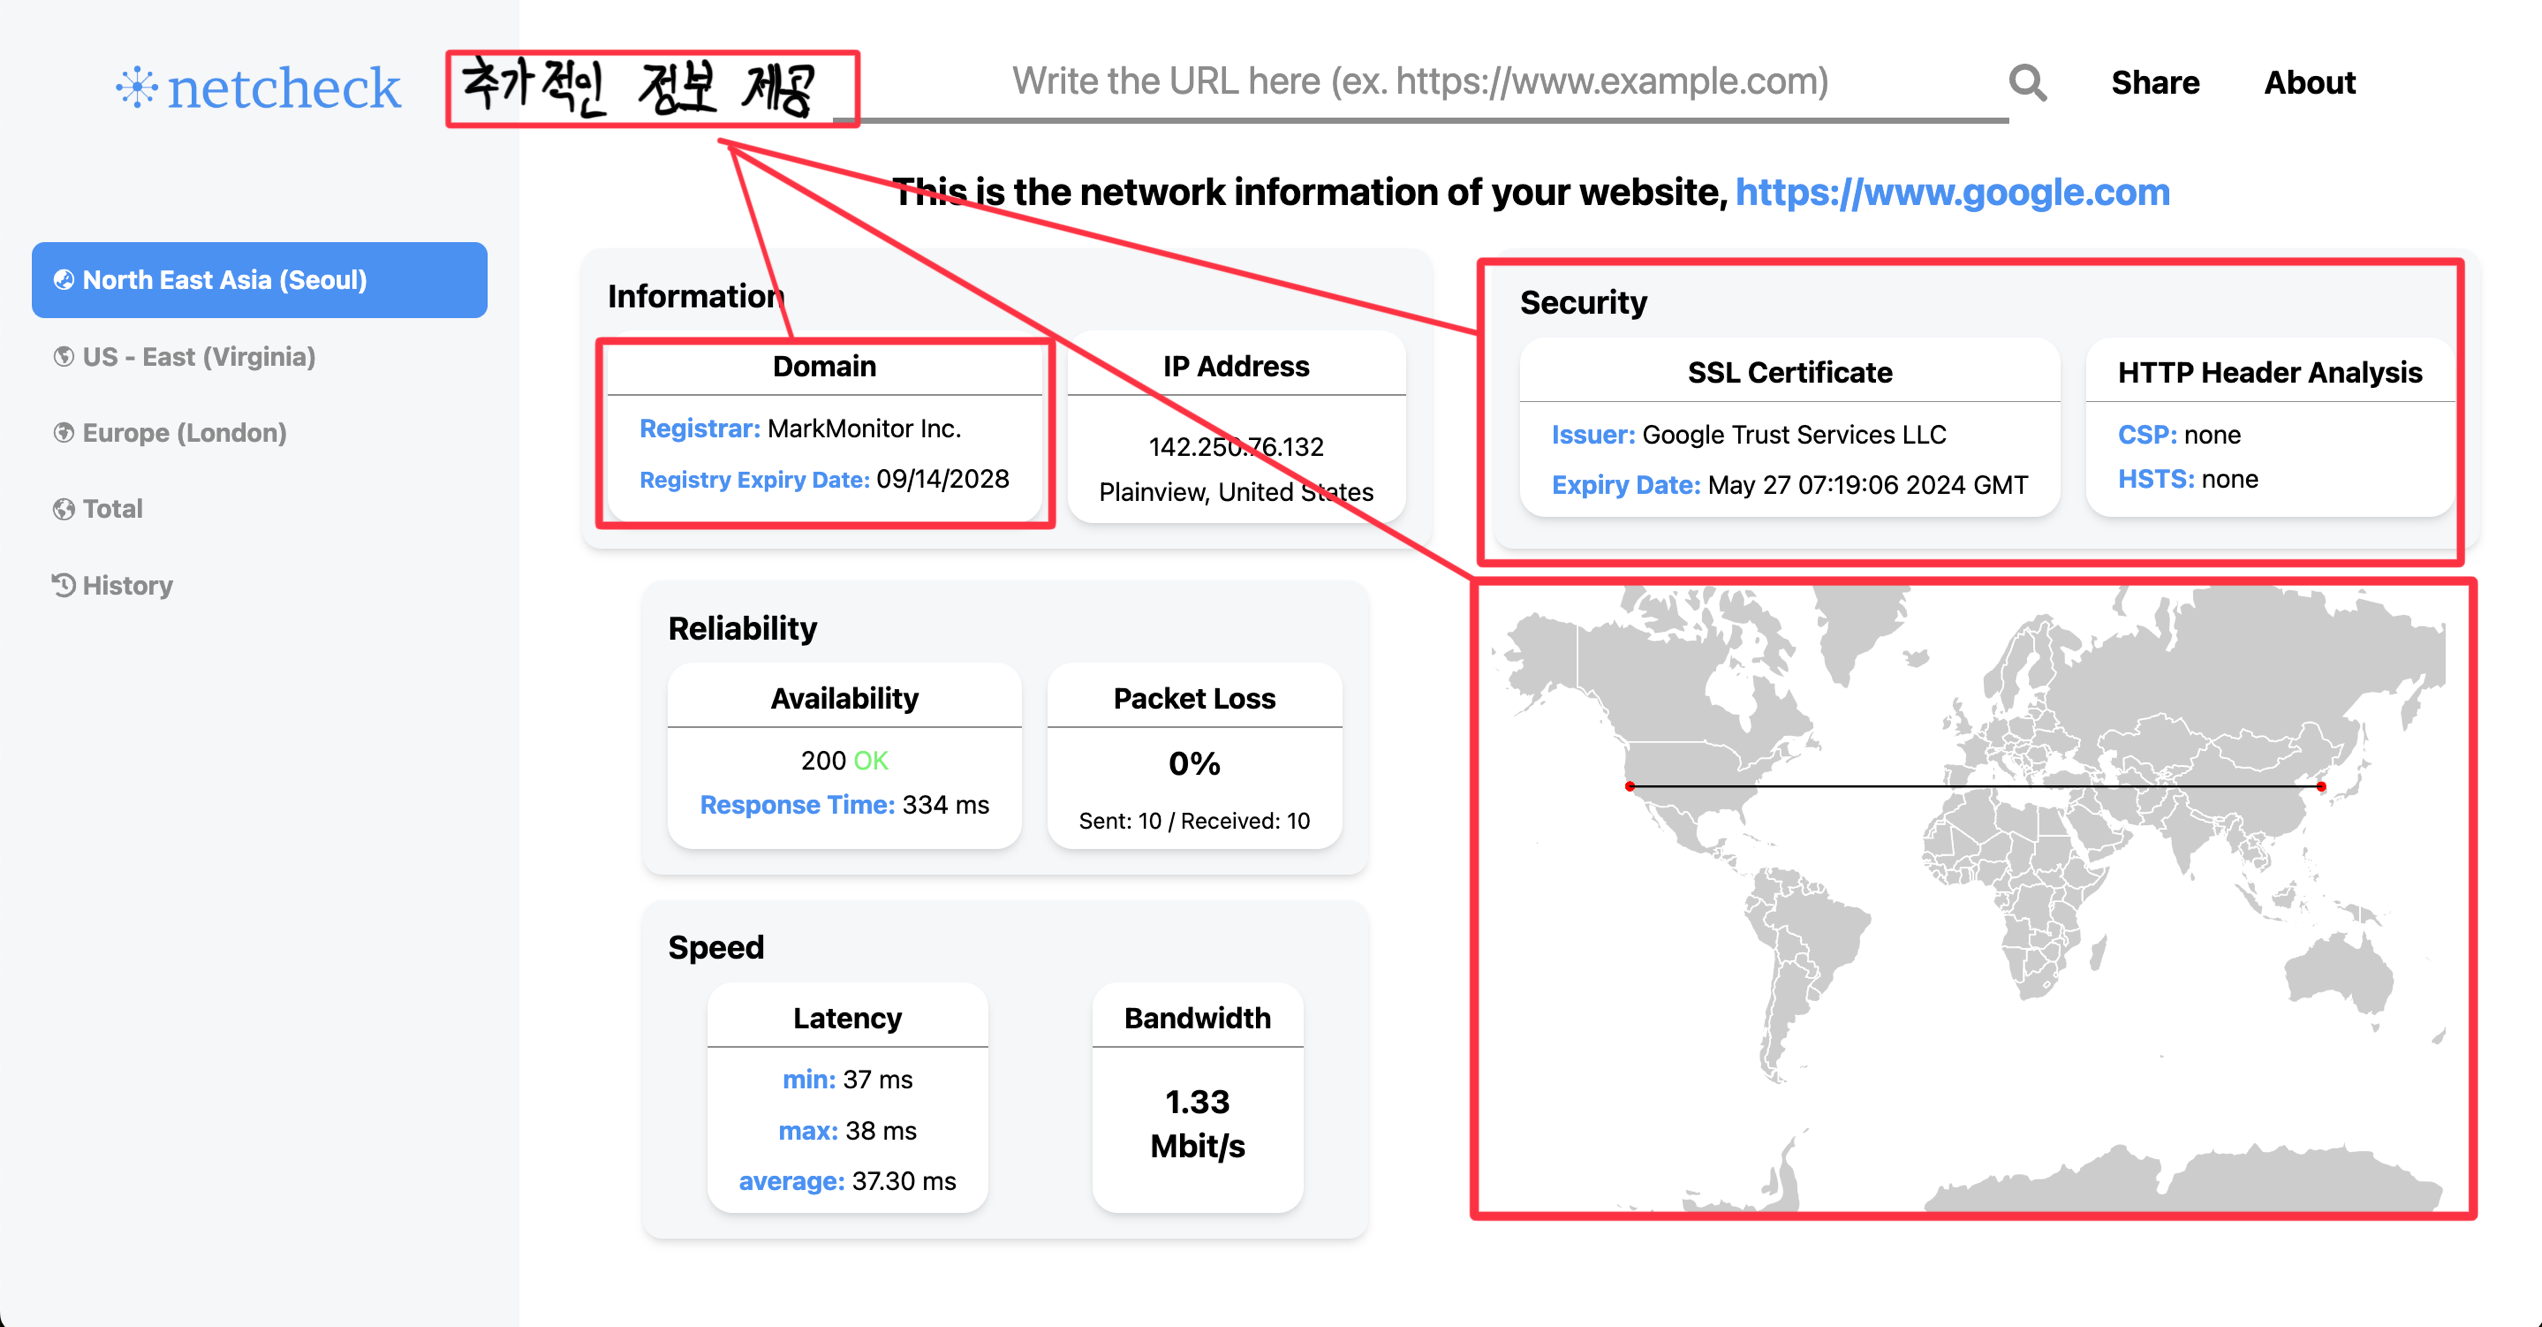 netcheck
추가적인 정보 제공
Write the URL here (ex. https://www.example.com)
Share
About
This is the network information of your website, https://www.google.com
North East Asia (Seoul)
US - East (Virginia)
Europe (London)
Total
History
Information
Domain
Registrar: MarkMonitor Inc.
Registry Expiry Date: 09/14/2028
IP Address
142.250.76.132
Plainview, United States
Security
SSL Certificate
Issuer: Google Trust Services LLC
Expiry Date: May 27 07:19:06 2024 GMT
HTTP Header Analysis
CSP: none
HSTS: none
Reliability
Availability
200 OK
Response Time: 334 ms
Packet Loss
0%
Sent: 10 / Received: 10
Speed
Latency
min: 37 ms
max: 38 ms
average: 37.30 ms
Bandwidth
1.33
Mbit/s